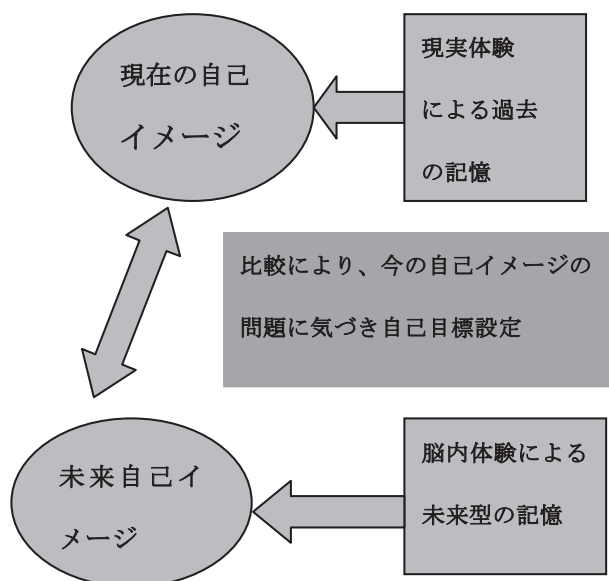 現在の自己
イメージ
現実体験
による過去
の記憶
比較により、今の自己イメージの
問題に気づき自己目標設定
未来自己イ
メージ
脳内体験による
未来型の記憶